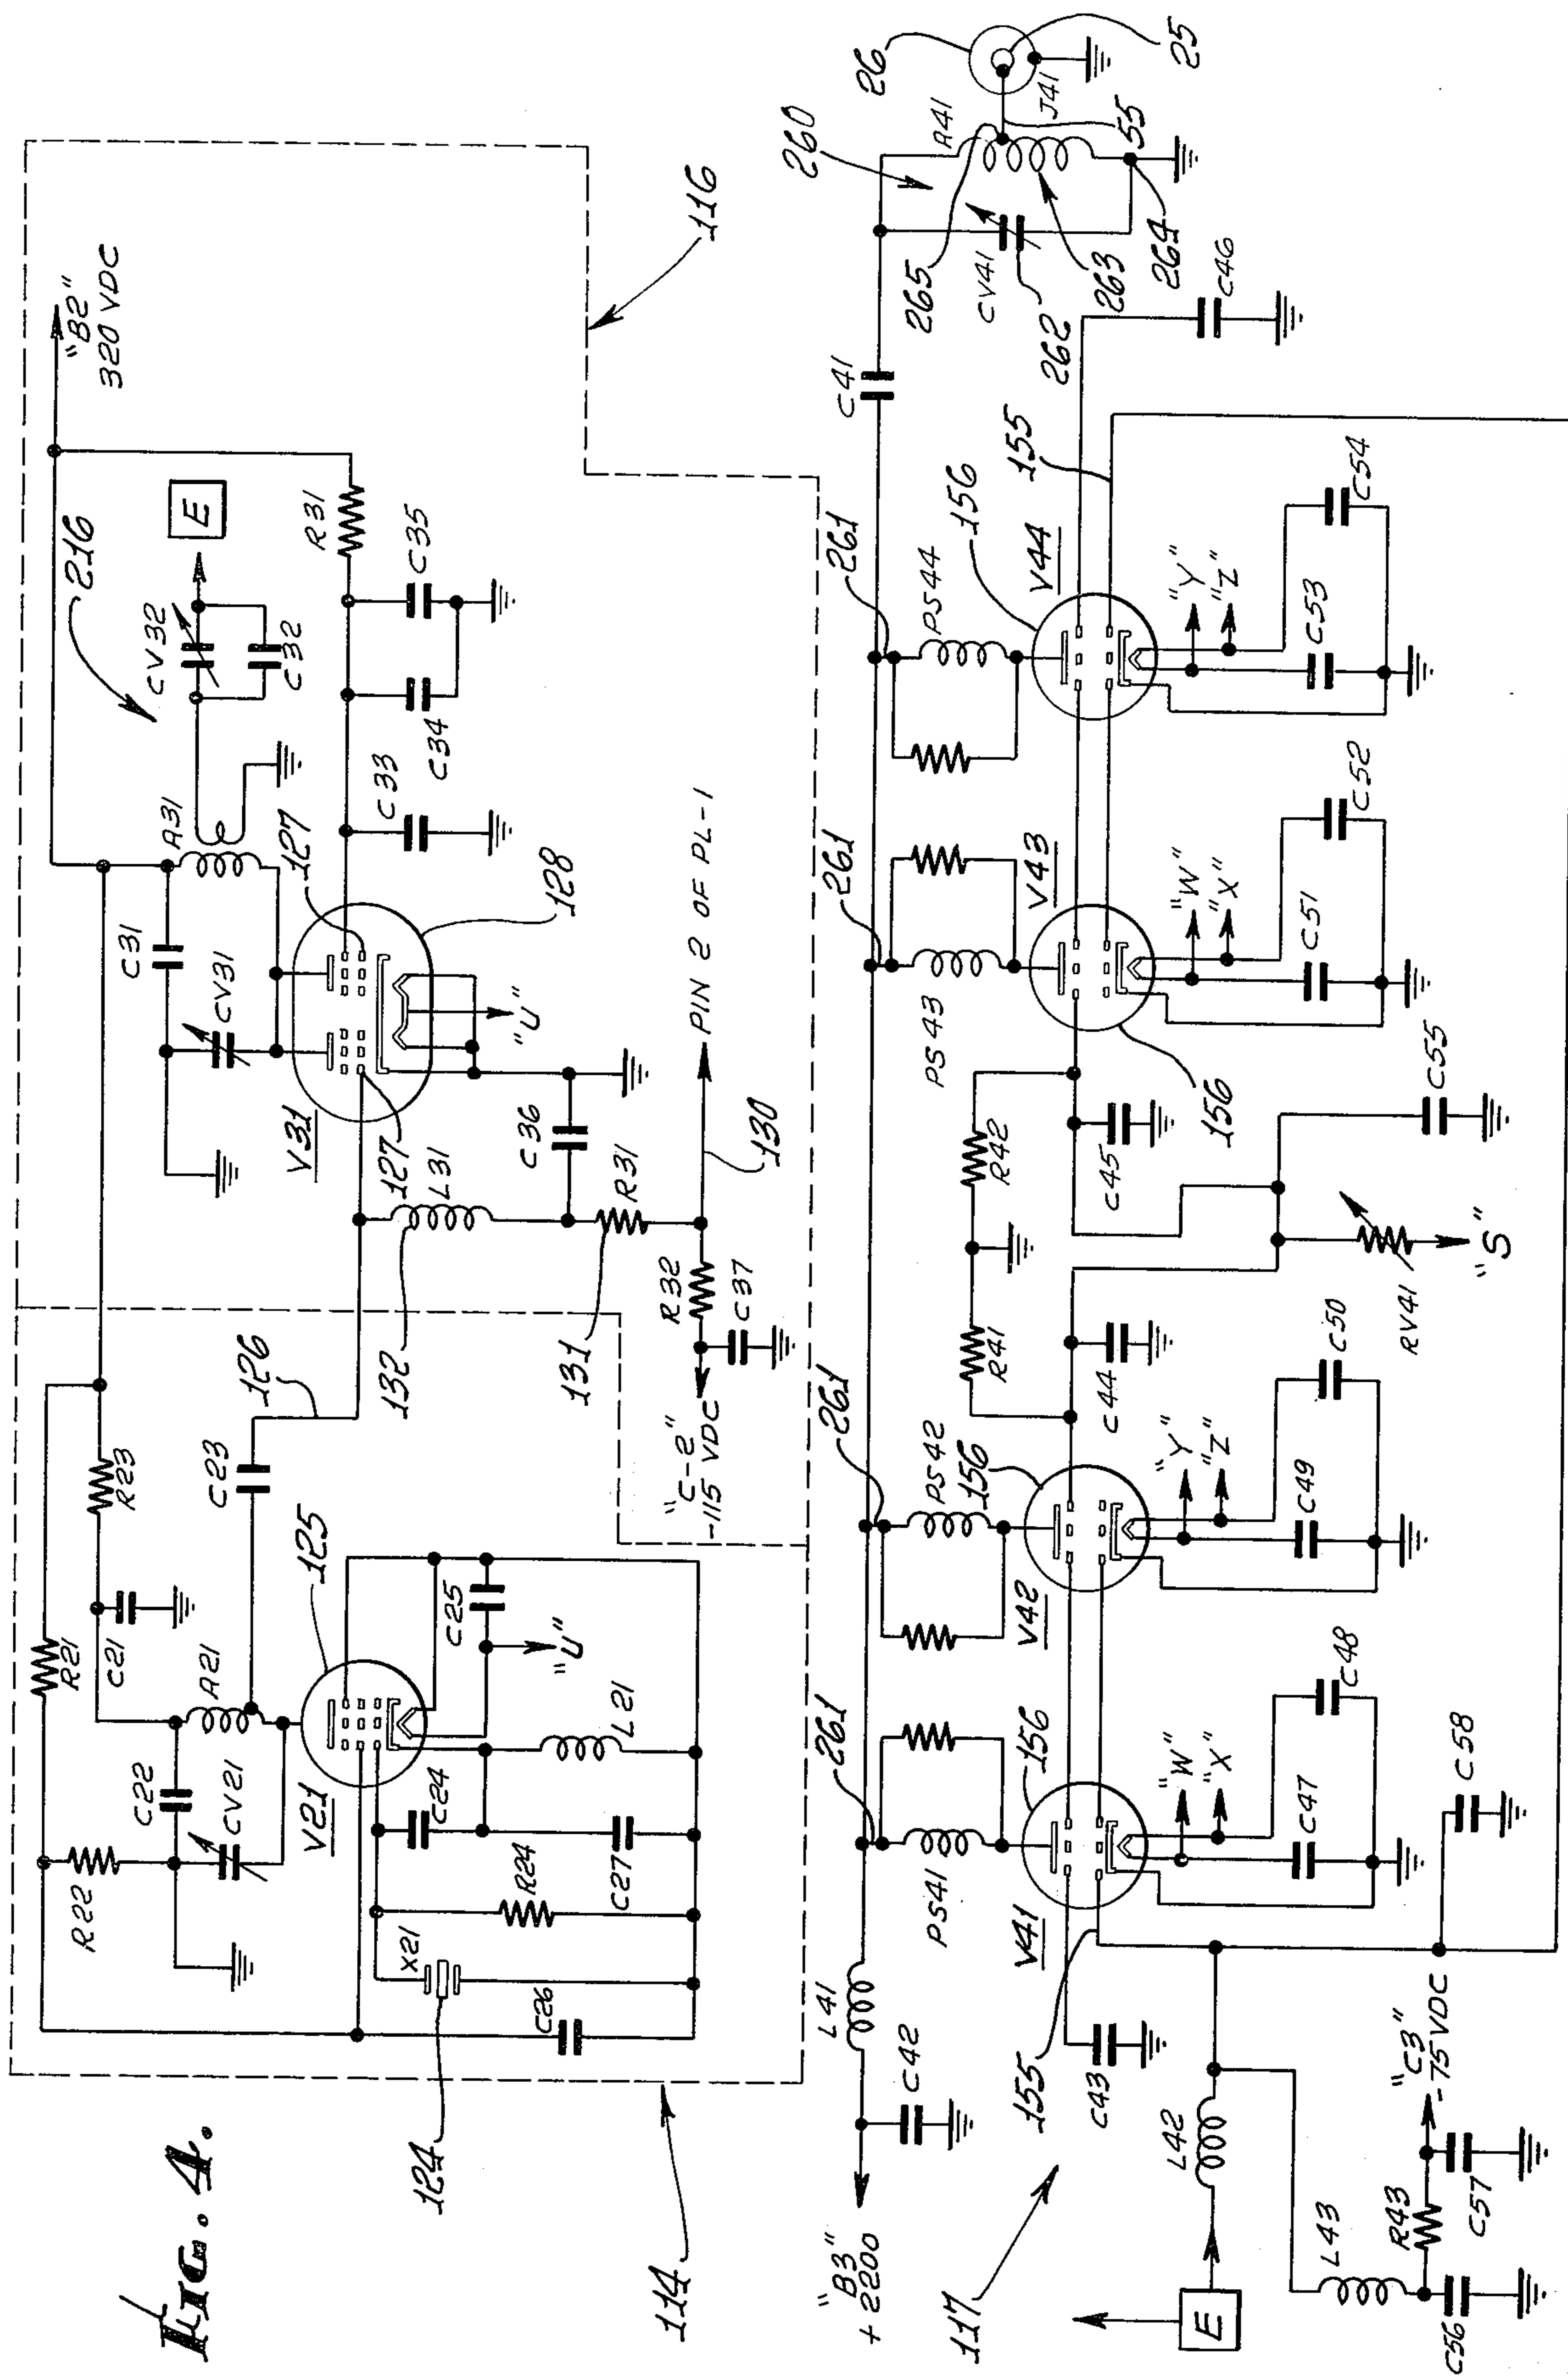 Fig. 4.
114
124
X21
C26
R22
R21
C22
CV21
C21
A21
R23
V21
125
C24
R24
C27
L21
C25
"U"
C23
126
132
131
"C-2"
-115 VDC
R32
C37
R31
L31
127
V31
C36
130
PIN 2 OF PL-1
C31
CV31
A31
127
128
"U"
C33
C34
C35
R31
216
CV32
C32
E
"B2"
320 VDC
116
"B3"
+ 2200
117
E
C42
L41
L42
L43
C56
R43
C57
"C3"
-75 VDC
C43
155
V41
PS41
261
156
"W"
"X"
C47
C48
C58
V42
PS42
261
156
"Y"
"Z"
C49
C50
R41
C44
RV41
"S"
R42
C45
C55
156
PS43
V43
261
"W"
"X"
C51
C52
261
PS44
V44
156
155
"Y"
"Z"
C53
C54
C41
C46
260
265
CV41
262
263
264
A41
J41
55
26
25